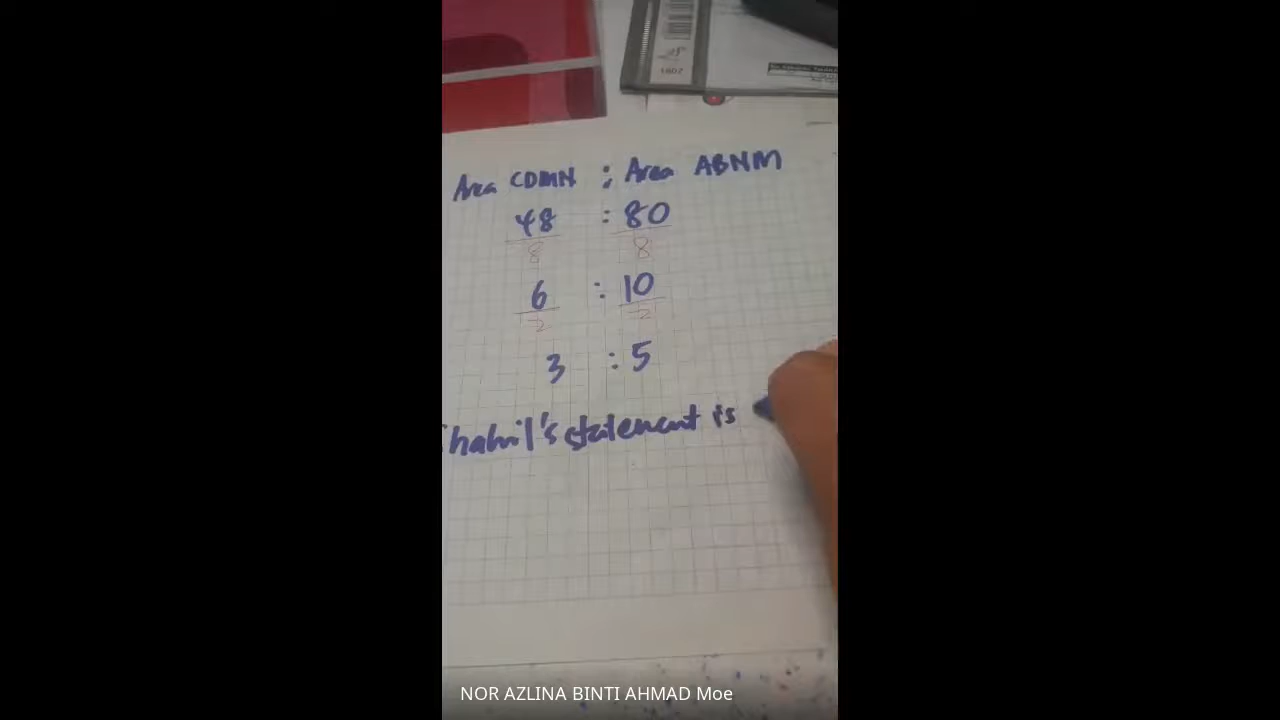 Area CDMN : Area ABNM
48 : 80
8 8
6 : 10
2 2
3 : 5
statement is
NOR AZLINA BINTI AHMAD Moe